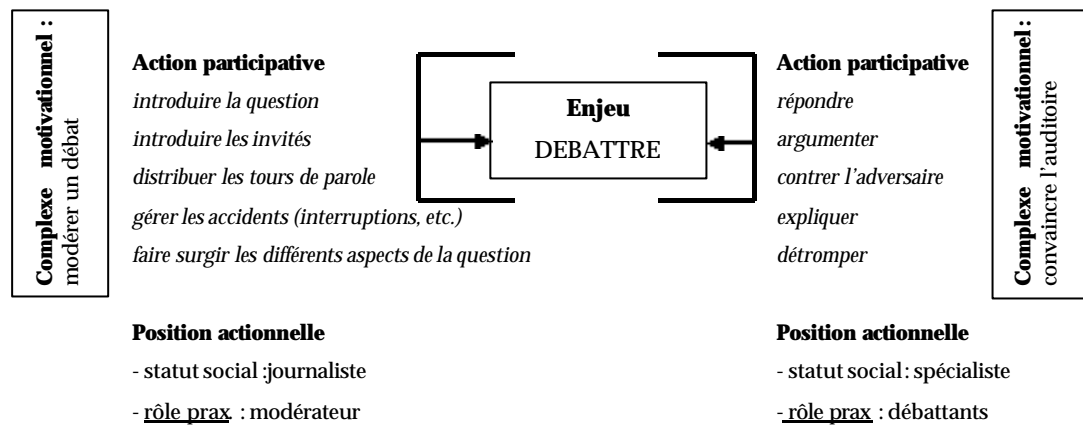 Complexe motivationnel :
modérer un débat
Action participative
introduire la question
introduire les invités
distribuer les tours de parole
gérer les accidents (interruptions, etc.)
faire surgir les différents aspects de la question
Position actionnelle
- statut social :journaliste
- rôle prax. : modérateur
Enjeu
DEBATTRE
Action participative
répondre
argumenter
contrer l’adversaire
expliquer
détromper
Position actionnelle
- statut social : spécialiste
- rôle prax : débattants
Complexe motivationnel :
convaincre l’auditoire